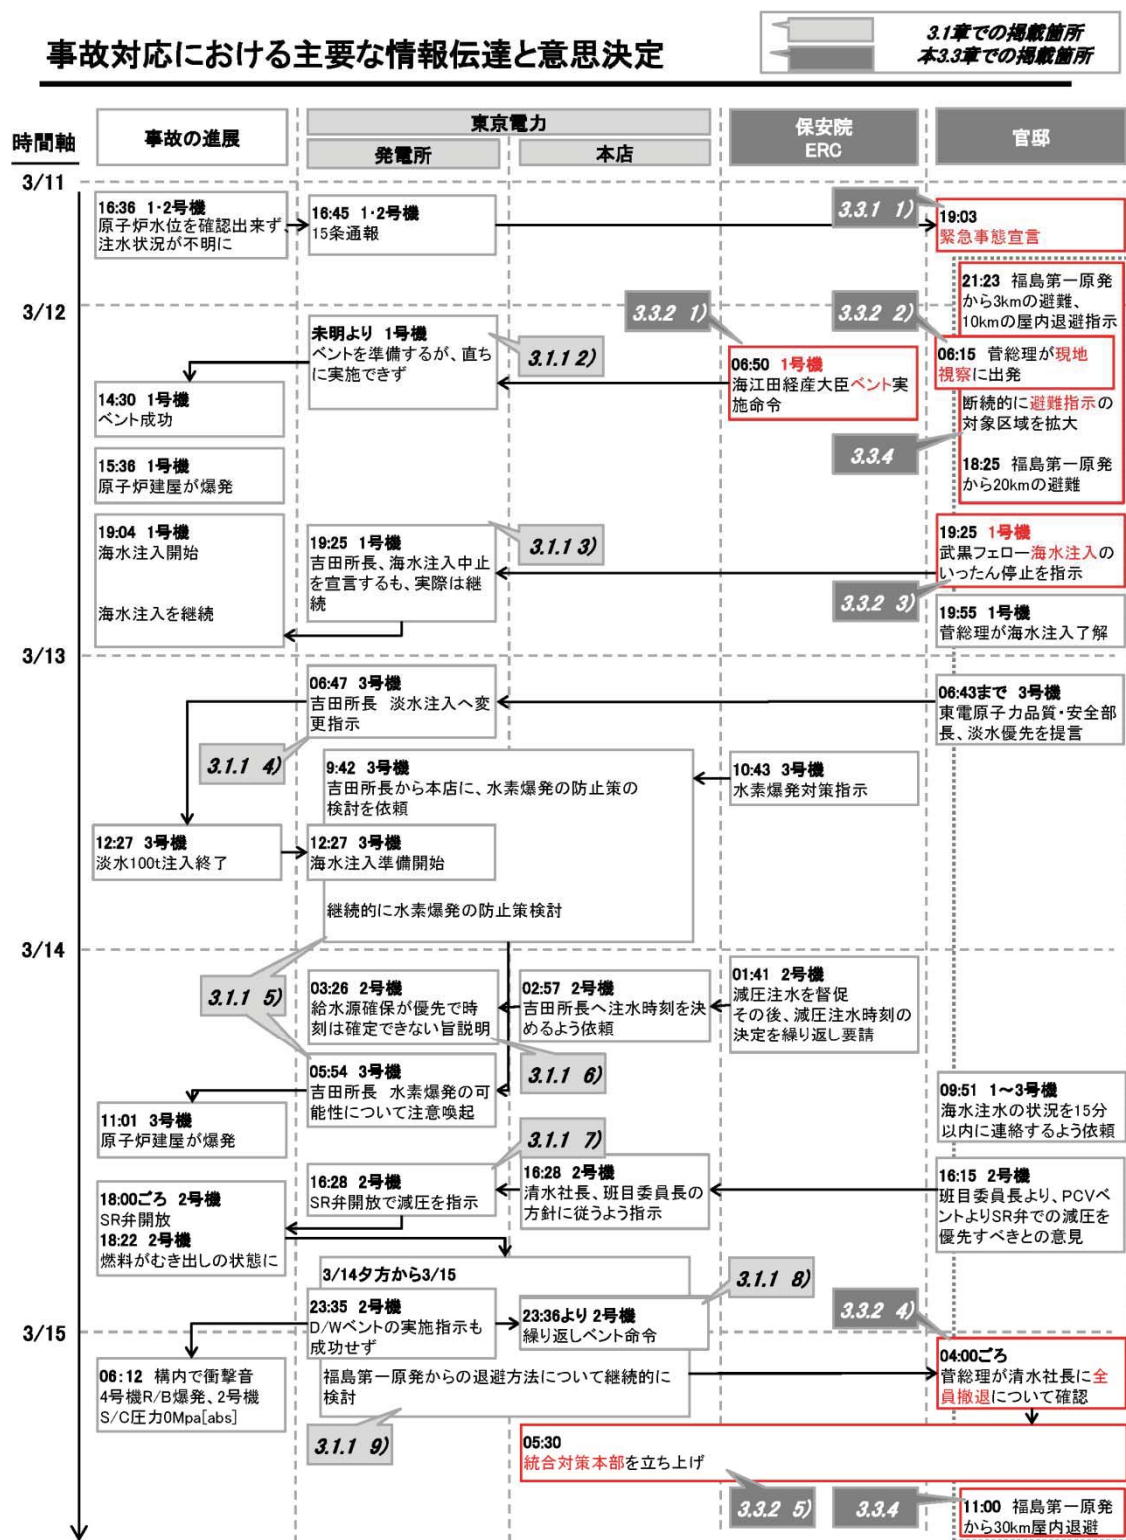 事故対応における主要な情報伝達と意思決定
3.1章での掲載箇所
本3.3章での掲載箇所
時間軸
事故の進展
東京電力
発電所
本店
保安院
ERC
官邸
3/11
16:36 1・2号機
原子炉水位を確認出来ず、
注水状況が不明に
16:45 1・2号機
15条通報
3.3.1 1)
19:03
緊急事態宣言
21:23 福島第一原発
から3kmの避難、
10kmの屋内退避指示
3/12
未明より 1号機
ベントを準備するが、直ち
に実施できず
3.1.1 2)
3.3.2 1)
06:50 1号機
海江田経産大臣ベント実
施命令
3.3.2 2)
06:15 菅総理が現地
視察に出発
断続的に避難指示の
対象区域を拡大
18:25 福島第一原発
から20kmの避難
3.3.4
14:30 1号機
ベント成功
15:36 1号機
原子炉建屋が爆発
19:04 1号機
海水注入開始
海水注入を継続
19:25 1号機
吉田所長、海水注入中止
を宣言するも、実際は継
続
3.1.1 3)
19:25 1号機
武黒フェロー海水注入の
いったん停止を指示
3.3.2 3)
19:55 1号機
菅総理が海水注入了解
3/13
06:47 3号機
吉田所長 淡水注入へ変
更指示
06:43まで 3号機
東電原子力品質・安全部
長、淡水優先を提言
3.1.1 4)
9:42 3号機
吉田所長から本店に、水素爆発の防止策の
検討を依頼
10:43 3号機
水素爆発対策指示
12:27 3号機
淡水100t注入終了
12:27 3号機
海水注入準備開始
継続的に水素爆発の防止策検討
3/14
3.1.1 5)
03:26 2号機
給水源確保が優先で時
刻は確定できない旨説明
02:57 2号機
吉田所長へ注水時刻を決
めるよう依頼
01:41 2号機
減圧注水を督促
その後、減圧注水時刻の
決定を繰り返し要請
3.1.1 6)
05:54 3号機
吉田所長 水素爆発の可
能性について注意喚起
09:51 1～3号機
海水注水の状況を15分
以内に連絡するよう依頼
11:01 3号機
原子炉建屋が爆発
3.1.1 7)
16:28 2号機
SR弁開放で減圧を指示
16:28 2号機
清水社長、班目委員長の
方針に従うよう指示
16:15 2号機
班目委員長より、PCVベ
ントよりSR弁での減圧を
優先すべきとの意見
18:00ごろ 2号機
SR弁開放
18:22 2号機
燃料がむき出しの状態に
3/14夕方から3/15
3.1.1 8)
23:35 2号機
D/Wベントの実施指示も
成功せず
23:36より 2号機
繰り返しベント命令
3.3.2 4)
3/15
福島第一原発からの退避方法について継続的に
検討
04:00ごろ
菅総理が清水社長に全
員撤退について確認
06:12 構内で衝撃音
4号機R/B爆発、2号機
S/C圧力0Mpa[abs]
3.1.1 9)
05:30
統合対策本部を立ち上げ
3.3.2 5)
3.3.4
11:00 福島第一原発
から30km屋内退避